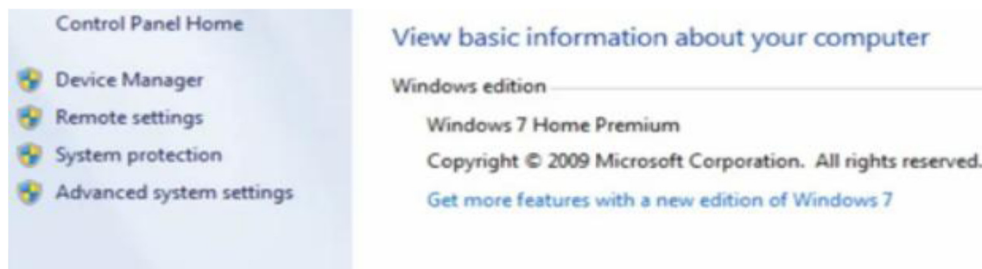 Control Panel Home
Device Manager
Remote settings
System protection
Advanced system settings
View basic information about your computer
Windows edition
Windows 7 Home Premium
Copyright © 2009 Microsoft Corporation. All rights reserved.
Get more features with a new edition of Windows 7